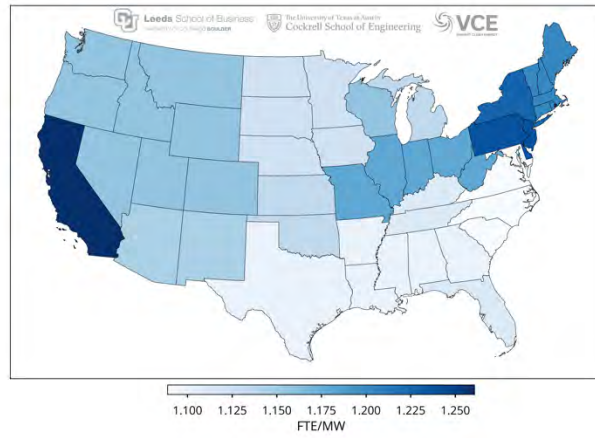 Leeds School of Business
The University of Texas at Austin
Cockrell School of Engineering
VCE
1.100 1.125 1.150 1.175 1.200 1.225 1.250
FTE/MW